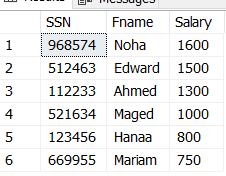 Messages
SSN Fname Salary
1 968574 Noha 1600
2 512463 Edward 1500
3 112233 Ahmed 1300
4 521634 Maged 1000
5 123456 Hanaa 800
6 669955 Mariam 750